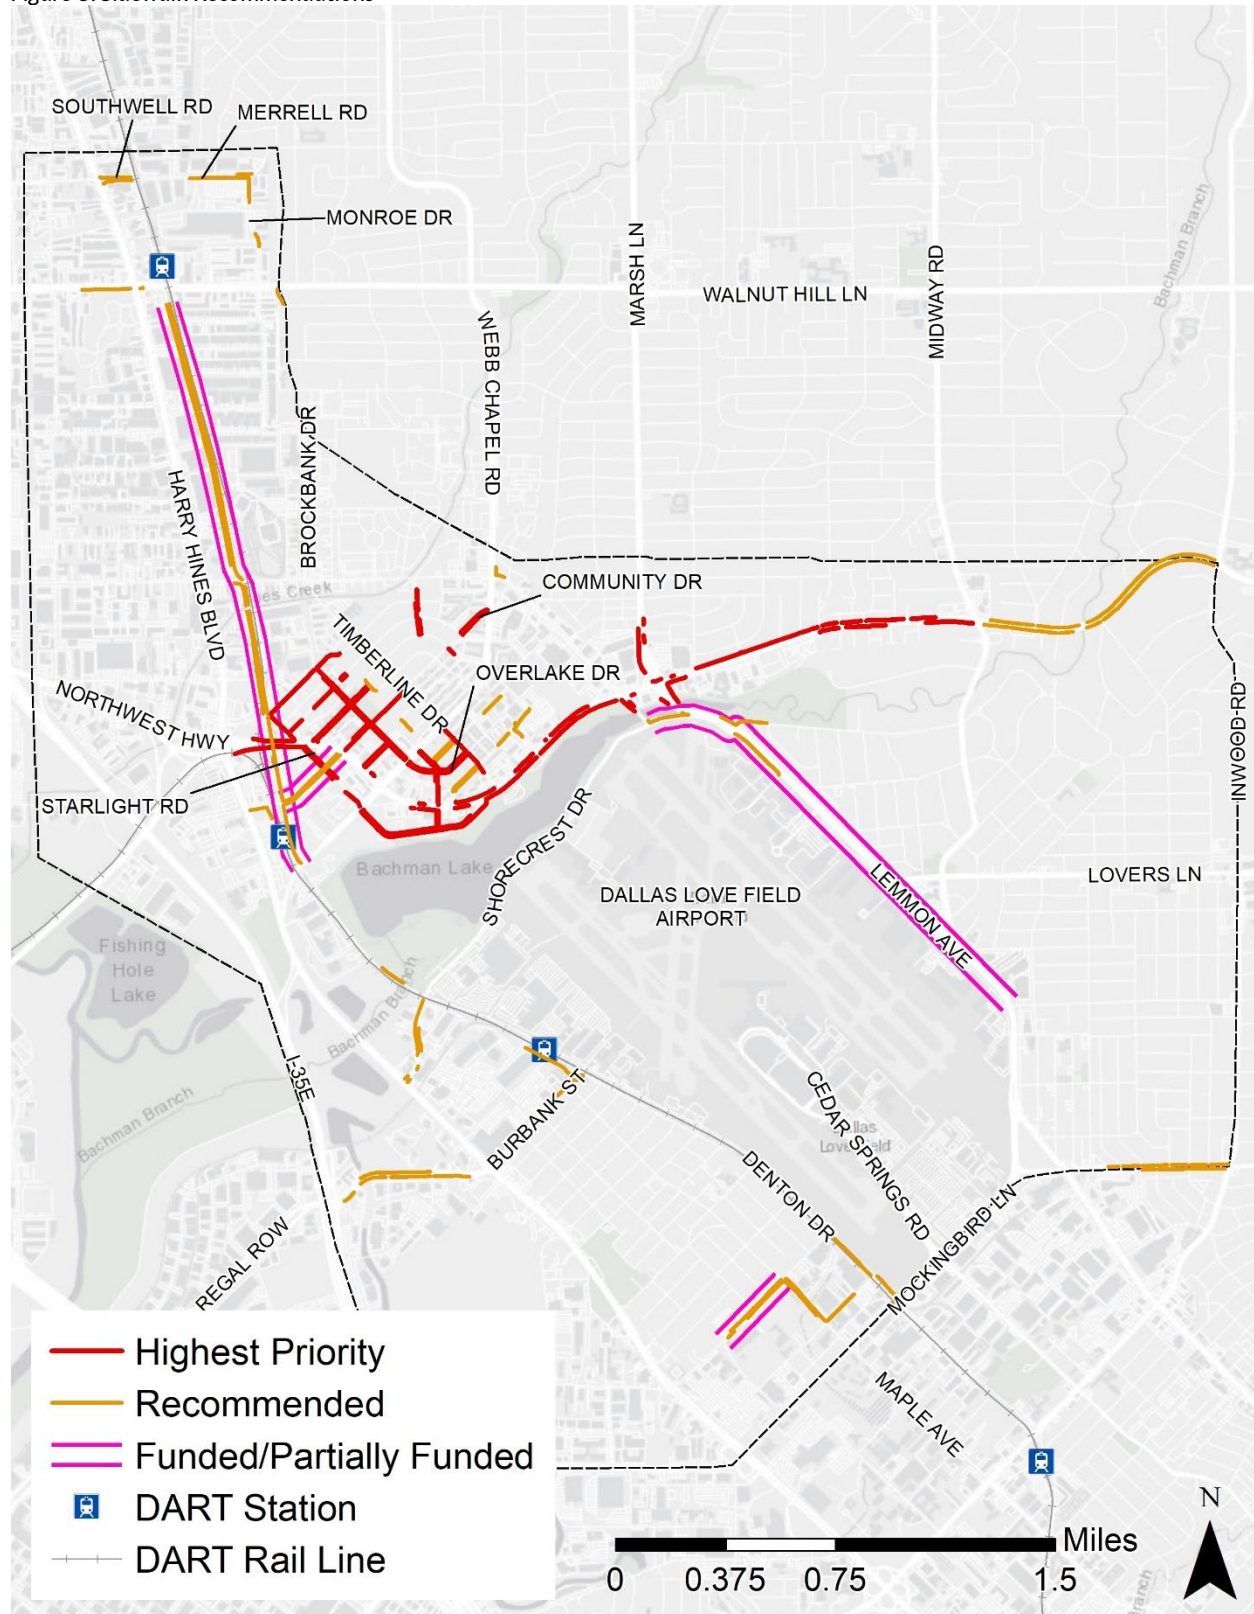 SOUTHWELL RD
MERRELL RD
MONROE DR
MARSH LN
MIDWAY RD
Bachman Branch
WALNUT HILL LN
WEBB CHAPEL RD
BROCKBANK DR
HARRY HINES BLVD
Creek
COMMUNITY DR
TIMBERLINE DR
OVERLAKE DR
NORTHWEST HWY
INWOOD RD
STARLIGHT RD
SHORECREST DR
Bachman Lake
LOVERS LN
LEMMON AVE
DALLAS LOVE FIELD
AIRPORT
Fishing
Hole
Lake
Bachman Branch
I-35E
Bachman Branch
BURBANK ST
CEDAR SPRINGS RD
DENTON DR
MOCKINGBIRD LN
REGAL ROW
MAPLE AVE
Highest Priority
Recommended
Funded/Partially Funded
DART Station
DART Rail Line
N
Miles
0 0.375 0.75 1.5
Branch